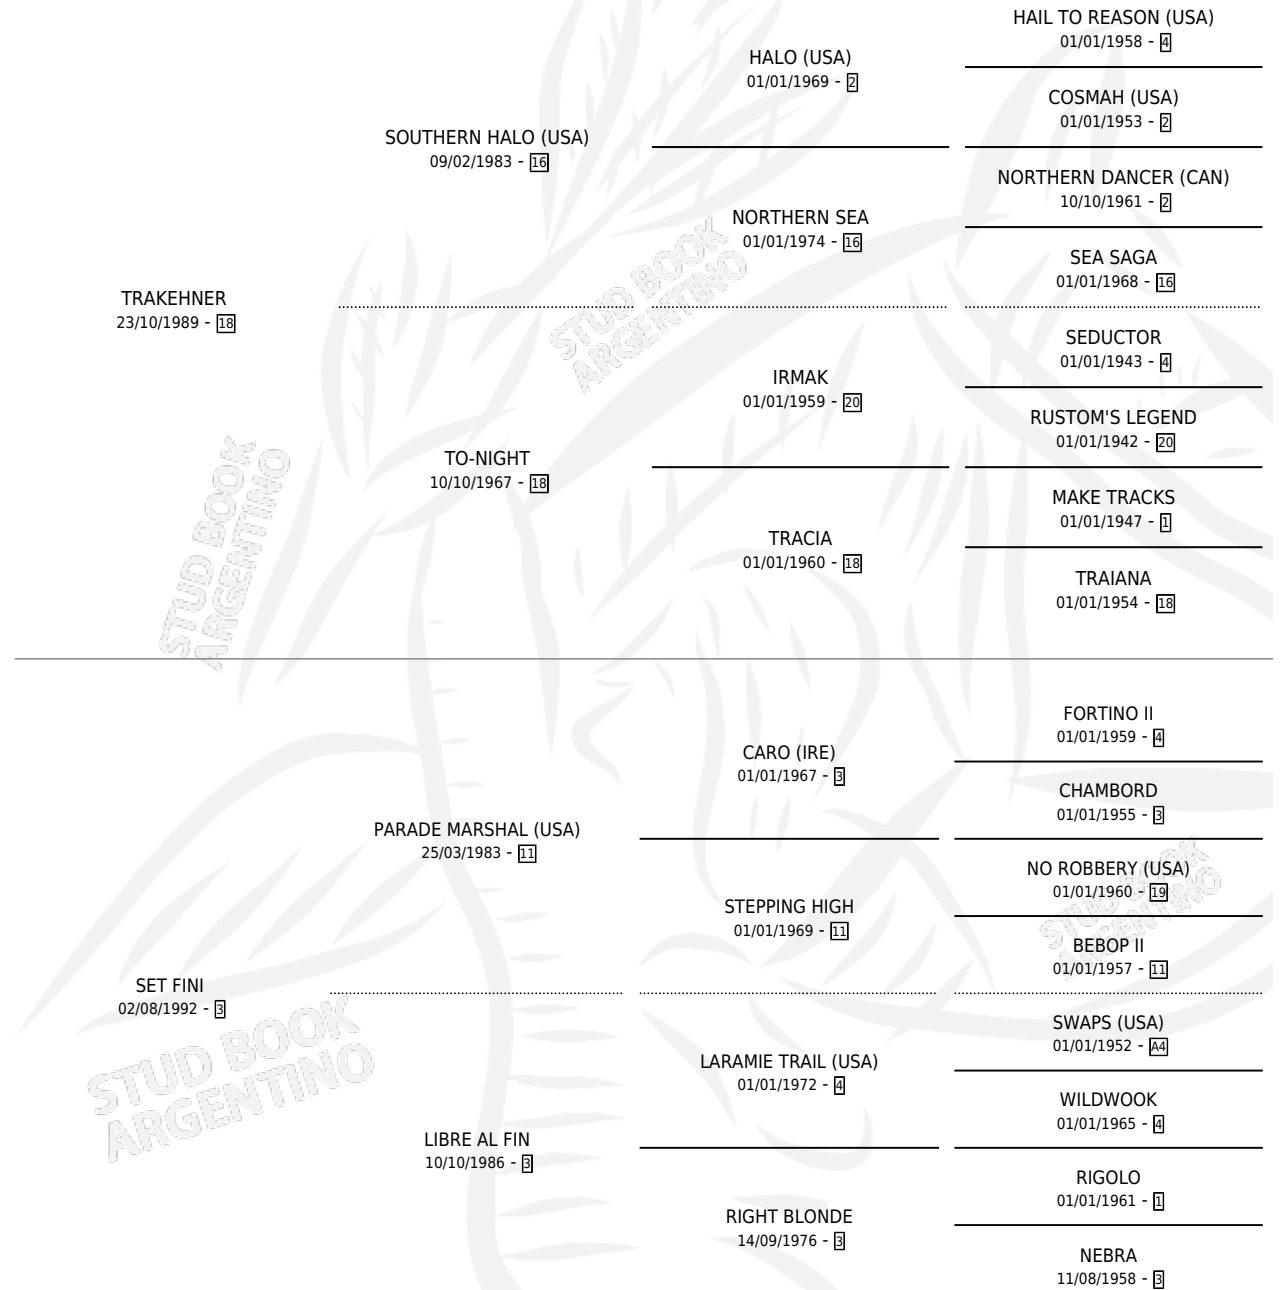 HAIL TO REASON (USA)
01/01/1958 - 4
HALO (USA)
01/01/1969 - 2
COSMAH (USA)
01/01/1953 - 2
SOUTHERN HALO (USA)
09/02/1983 - 16
NORTHERN DANCER (CAN)
10/10/1961 - 2
NORTHERN SEA
01/01/1974 - 16
SEA SAGA
01/01/1968 - 16
TRAKEHNER
23/10/1989 - 18
STUD BOOK
ARGENTINO
SEDUCTOR
01/01/1943 - 4
IRMAK
01/01/1959 - 20
RUSTOM'S LEGEND
01/01/1942 - 20
TO-NIGHT
10/10/1967 - 18
MAKE TRACKS
01/01/1947 - 1
TRACIA
01/01/1960 - 18
TRAIANA
01/01/1954 - 18
STUD BOOK
ARGENTINO
FORTINO II
01/01/1959 - 4
CARO (IRE)
01/01/1967 - 3
CHAMBORD
01/01/1955 - 3
PARADE MARSHAL (USA)
25/03/1983 - 11
NO ROBBERY (USA)
01/01/1960 - 19
STEPPING HIGH
01/01/1969 - 11
BEBOP II
01/01/1957 - 11
STUD BOOK
ARGENTINO
SET FINI
02/08/1992 - 3
SWAPS (USA)
01/01/1952 - A4
LARAMIE TRAIL (USA)
01/01/1972 - 4
WILDWOOK
01/01/1965 - 4
STUD BOOK
ARGENTINO
LIBRE AL FIN
10/10/1986 - 3
RIGOLO
01/01/1961 - 1
RIGHT BLONDE
14/09/1976 - 3
NEBRA
11/08/1958 - 3